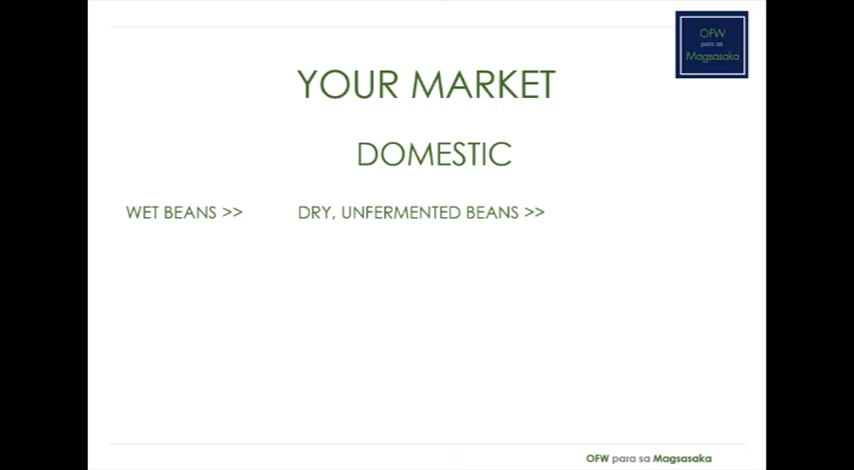 OFW
para sa
Magsasaka
YOUR MARKET
DOMESTIC
WET BEANS >> DRY, UNFERMENTED BEANS >>
OFW para sa Magsasaka